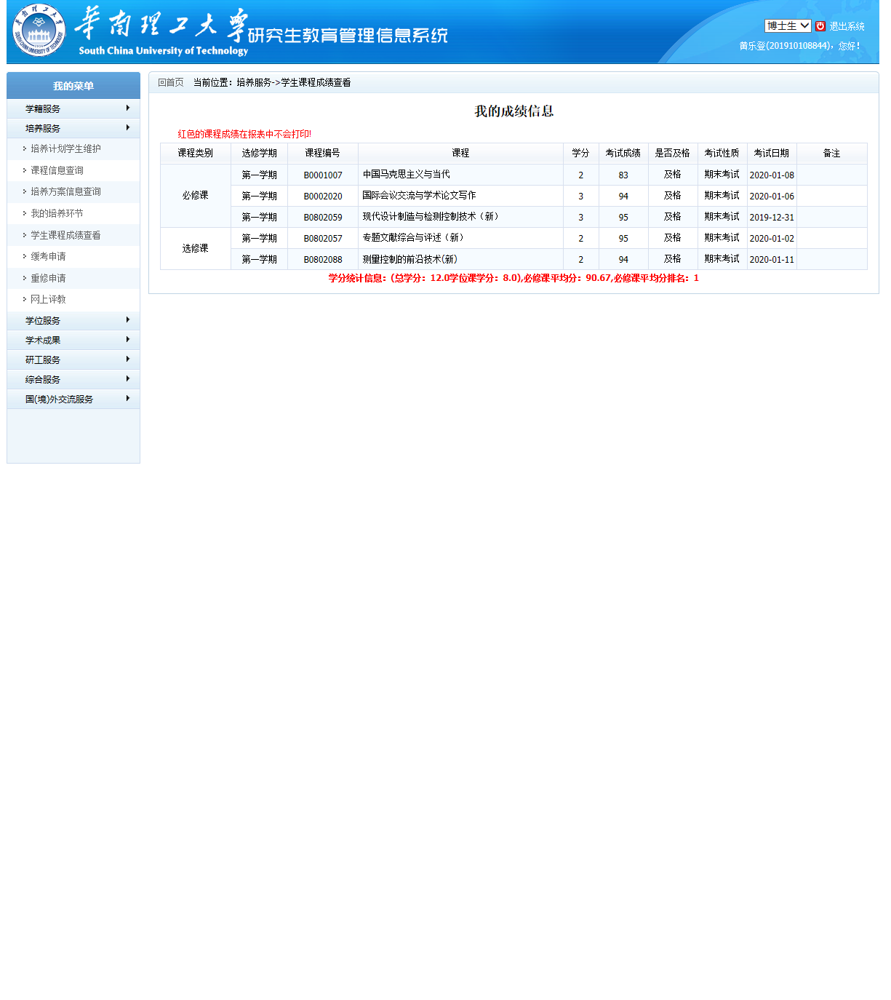 華南理工大學研究生教育管理信息系统
South China University of Technology
SOUTH CHINA UNIVERSITY OF TECHNOLOGY
博士生 退出系统
黄乐登(201910108844)，您好！
我的菜单
学籍服务
培养服务
培养计划学生维护
课程信息查询
培养方案信息查询
我的培养环节
学生课程成绩查看
缓考申请
重修申请
网上评教
学位服务
学术成果
研工服务
综合服务
国(境)外交流服务
回首页 当前位置：培养服务->学生课程成绩查看
我的成绩信息
红色的课程成绩在报表中不会打印!
课程类别 选修学期 课程编号 课程 学分 考试成绩 是否及格 考试性质 考试日期 备注
必修课 第一学期 B0001007 中国马克思主义与当代 2 83 及格 期末考试 2020-01-08
第一学期 B0002020 国际会议交流与学术论文写作 3 94 及格 期末考试 2020-01-06
第一学期 B0802059 现代设计制造与检测控制技术（新） 3 95 及格 期末考试 2019-12-31
选修课 第一学期 B0802057 专题文献综合与评述（新） 2 95 及格 期末考试 2020-01-02
第一学期 B0802088 测量控制的前沿技术(新) 2 94 及格 期末考试 2020-01-11
学分统计信息：(总学分：12.0学位课学分：8.0),必修课平均分：90.67,必修课平均分排名：1